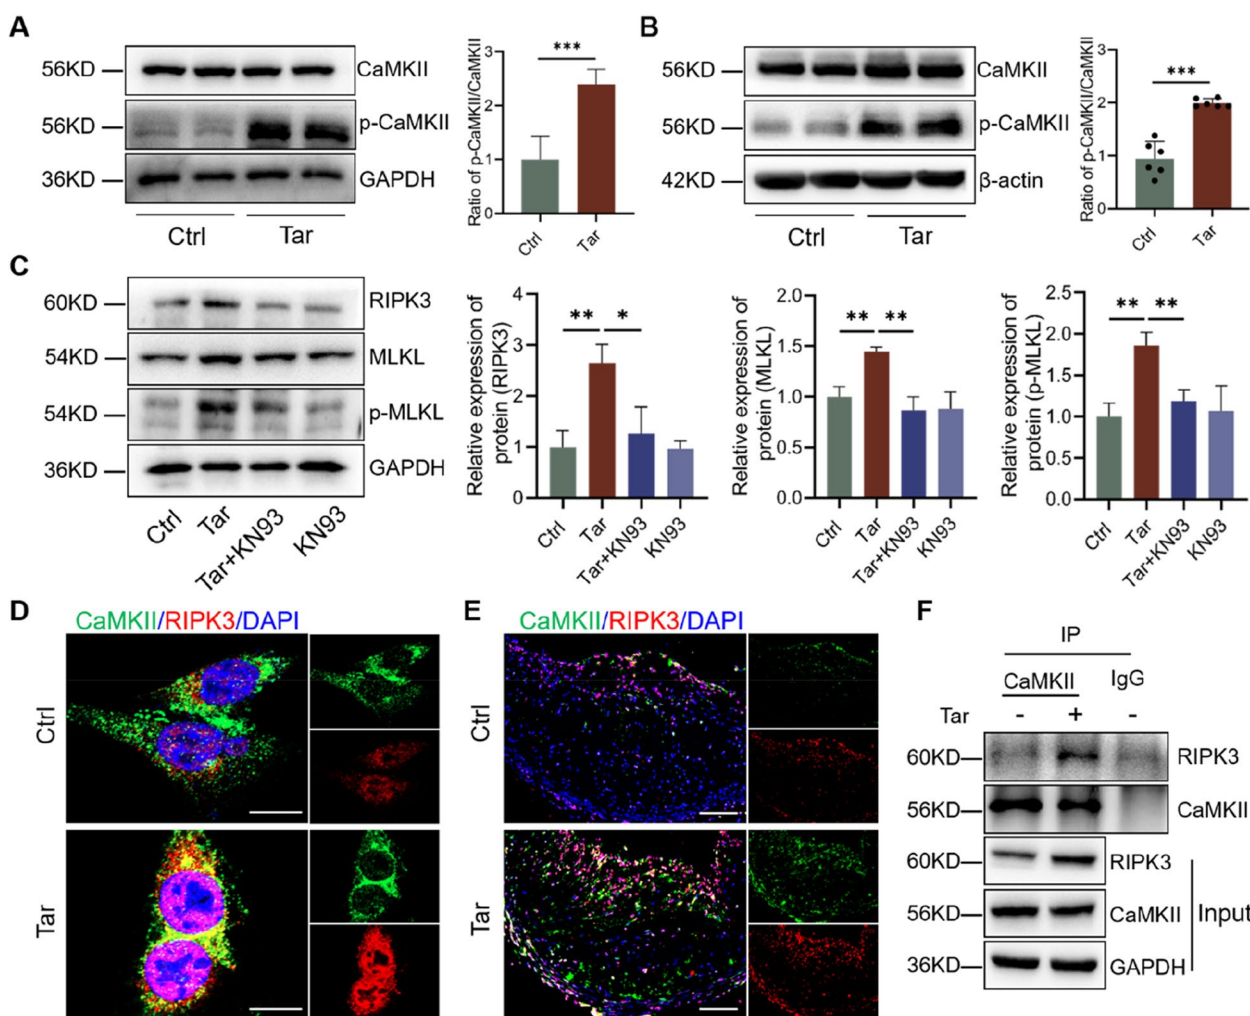 A
56KD
CaMKII
56KD
p-CaMKII
36KD
GAPDH
Ctrl
Tar
Ratio of p-CaMKII/CaMKII
3
2
1
0
***
Ctrl
Tar
B
56KD
CaMKII
56KD
p-CaMKII
42KD
β-actin
Ctrl
Tar
Ratio of p-CaMKII/CaMKII
3
2
1
0
***
Ctrl
Tar
C
60KD
RIPK3
54KD
MLKL
54KD
p-MLKL
36KD
GAPDH
Ctrl
Tar
Tar+KN93
KN93
Relative expression of
protein (RIPK3)
4
3
2
1
0
** *
Ctrl
Tar
Tar+KN93
KN93
Relative expression of
protein (MLKL)
2.0
1.5
1.0
0.5
0.0
** **
Ctrl
Tar
Tar+KN93
KN93
Relative expression of
protein (p-MLKL)
2.5
2.0
1.5
1.0
0.5
0.0
** **
Ctrl
Tar
Tar+KN93
KN93
D
CaMKII/RIPK3/DAPI
Ctrl
Tar
E
CaMKII/RIPK3/DAPI
Ctrl
Tar
F
IP
CaMKII IgG
Tar - + -
60KD
RIPK3
56KD
CaMKII
60KD
RIPK3
56KD
CaMKII
Input
36KD
GAPDH